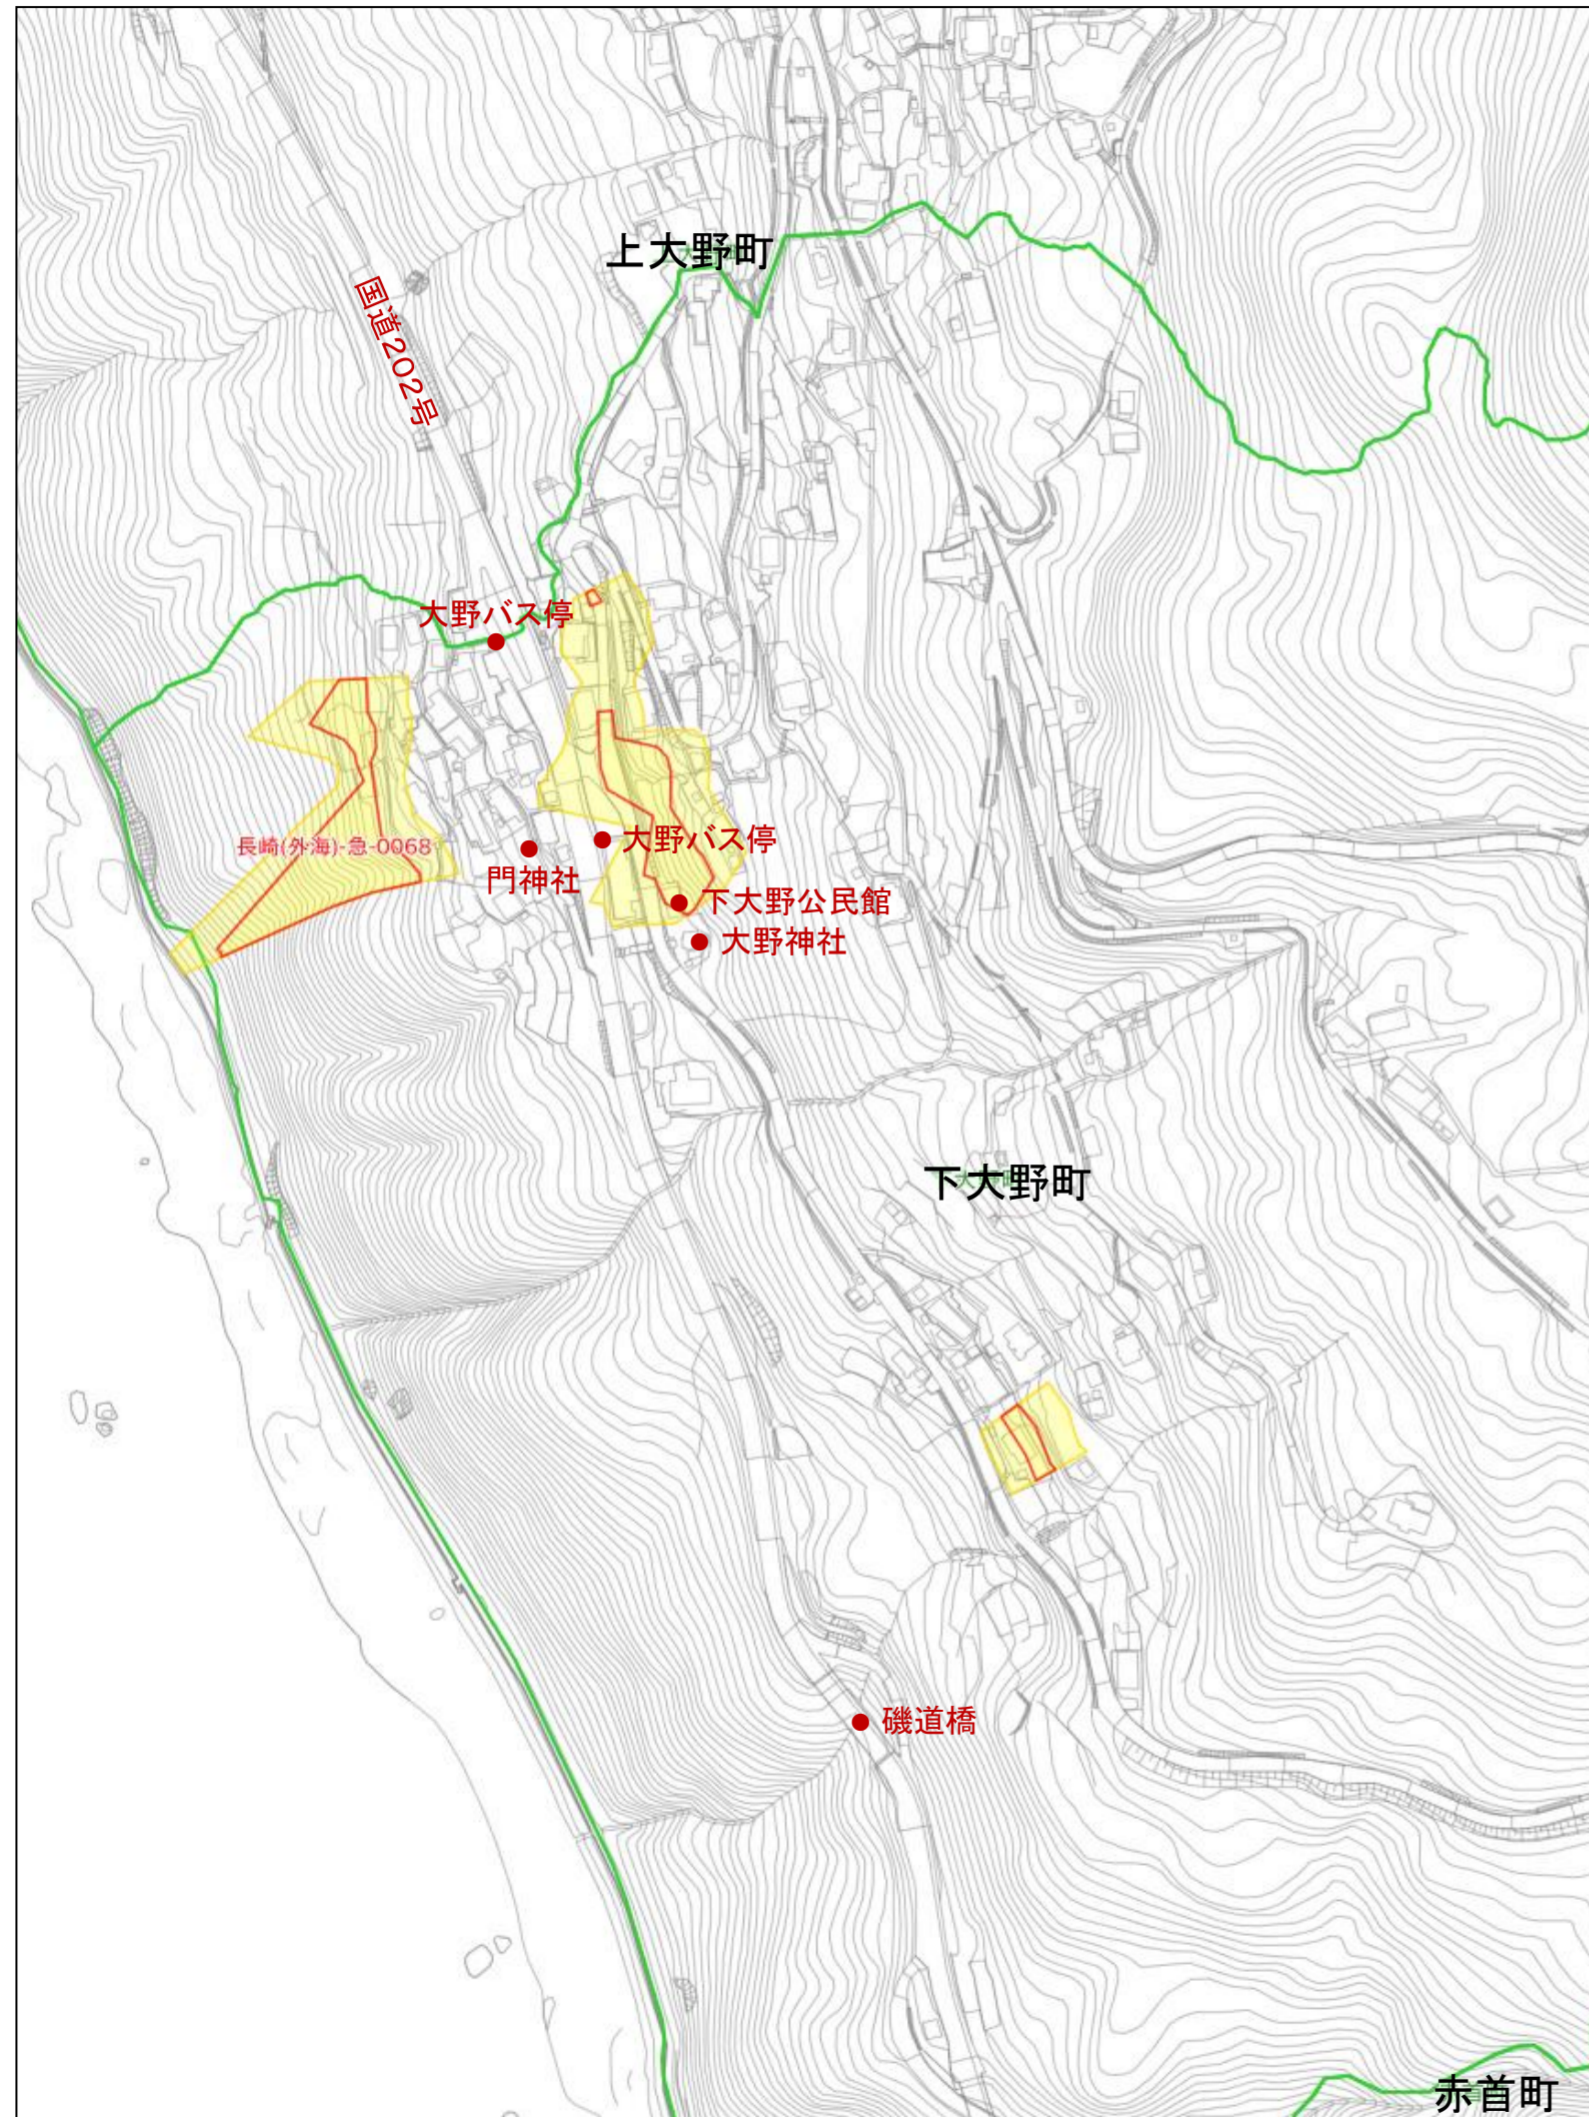 上大野町
国道202号
大野バス停
大野バス停
長崎(外海)-急-0068
門神社
下大野公民館
大野神社
下大野町
磯道橋
赤首町